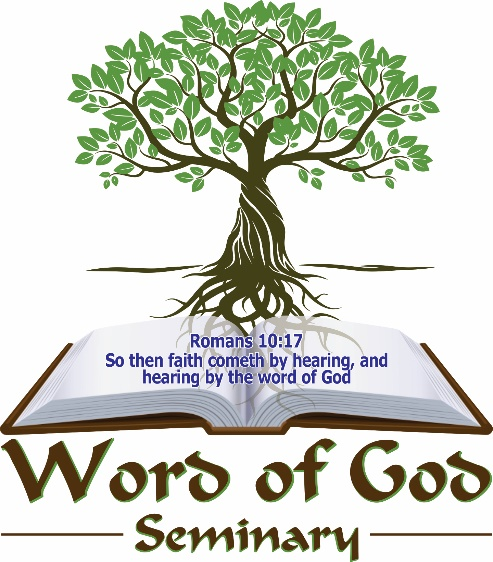 Romans 10:17
So then faith cometh by hearing, and
hearing by the word of God
Word of God
Seminary